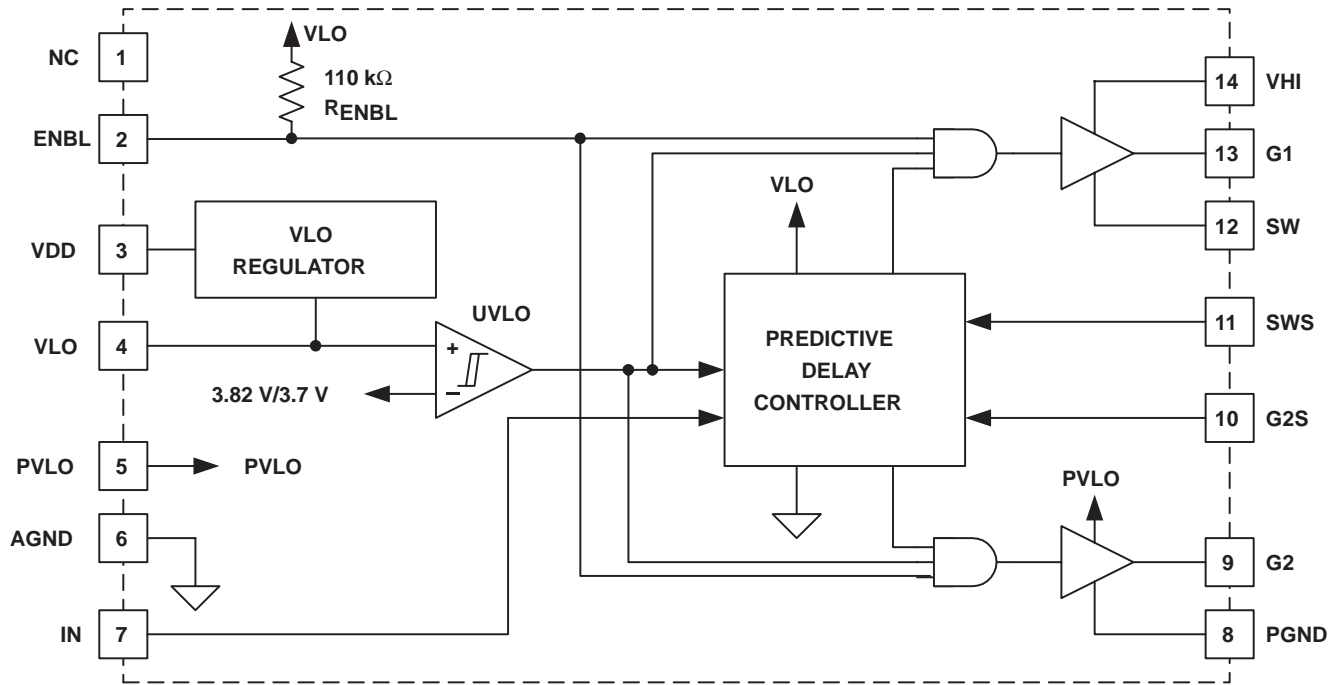 NC 1
VLO
110 kΩ
RENBL
ENBL 2
VDD 3
VLO
REGULATOR
VLO 4
UVLO
+
−
3.82 V/3.7 V
PVLO 5
PVLO
AGND 6
IN 7
VLO
PREDICTIVE
DELAY
CONTROLLER
PVLO
14 VHI
13 G1
12 SW
11 SWS
10 G2S
9 G2
8 PGND